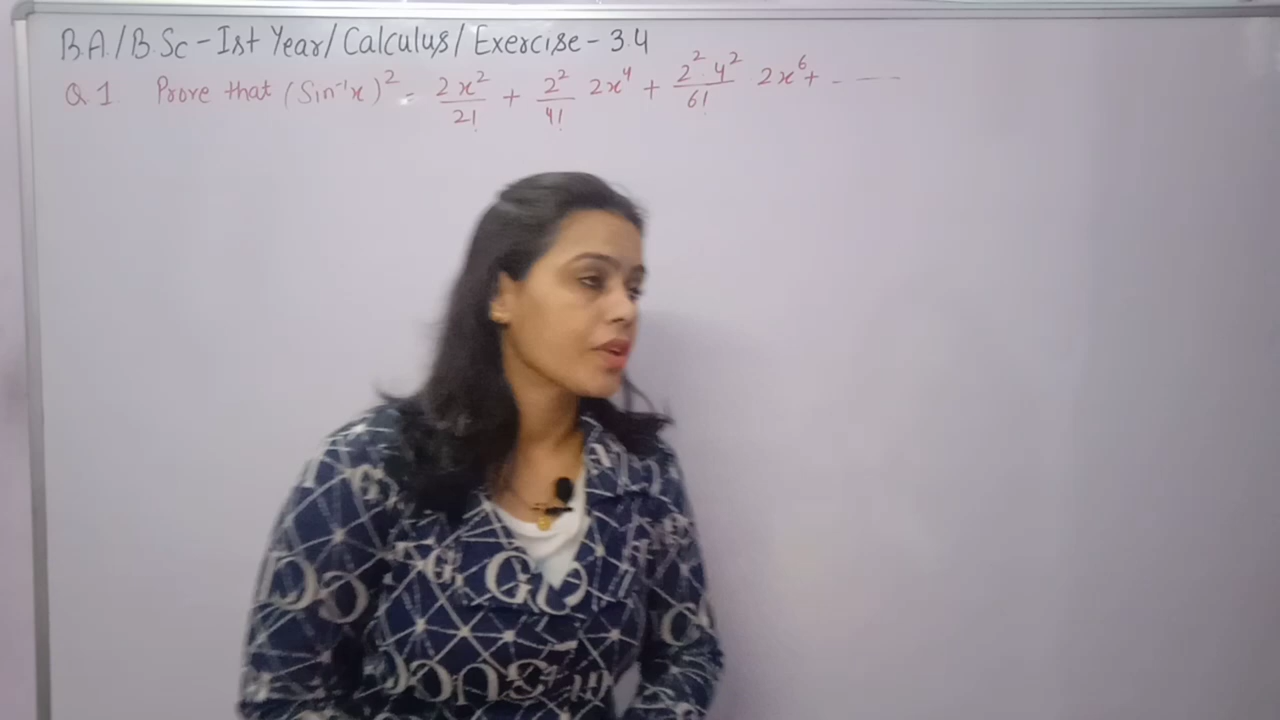 B.A./B.Sc - Ist Year/Calculus/Exercise - 3.4
Q 1 Prove that (Sin⁻¹x)² = 2x²/2! + 2²/4! 2x⁴ + 2².4²/6! 2x⁶ + - - -